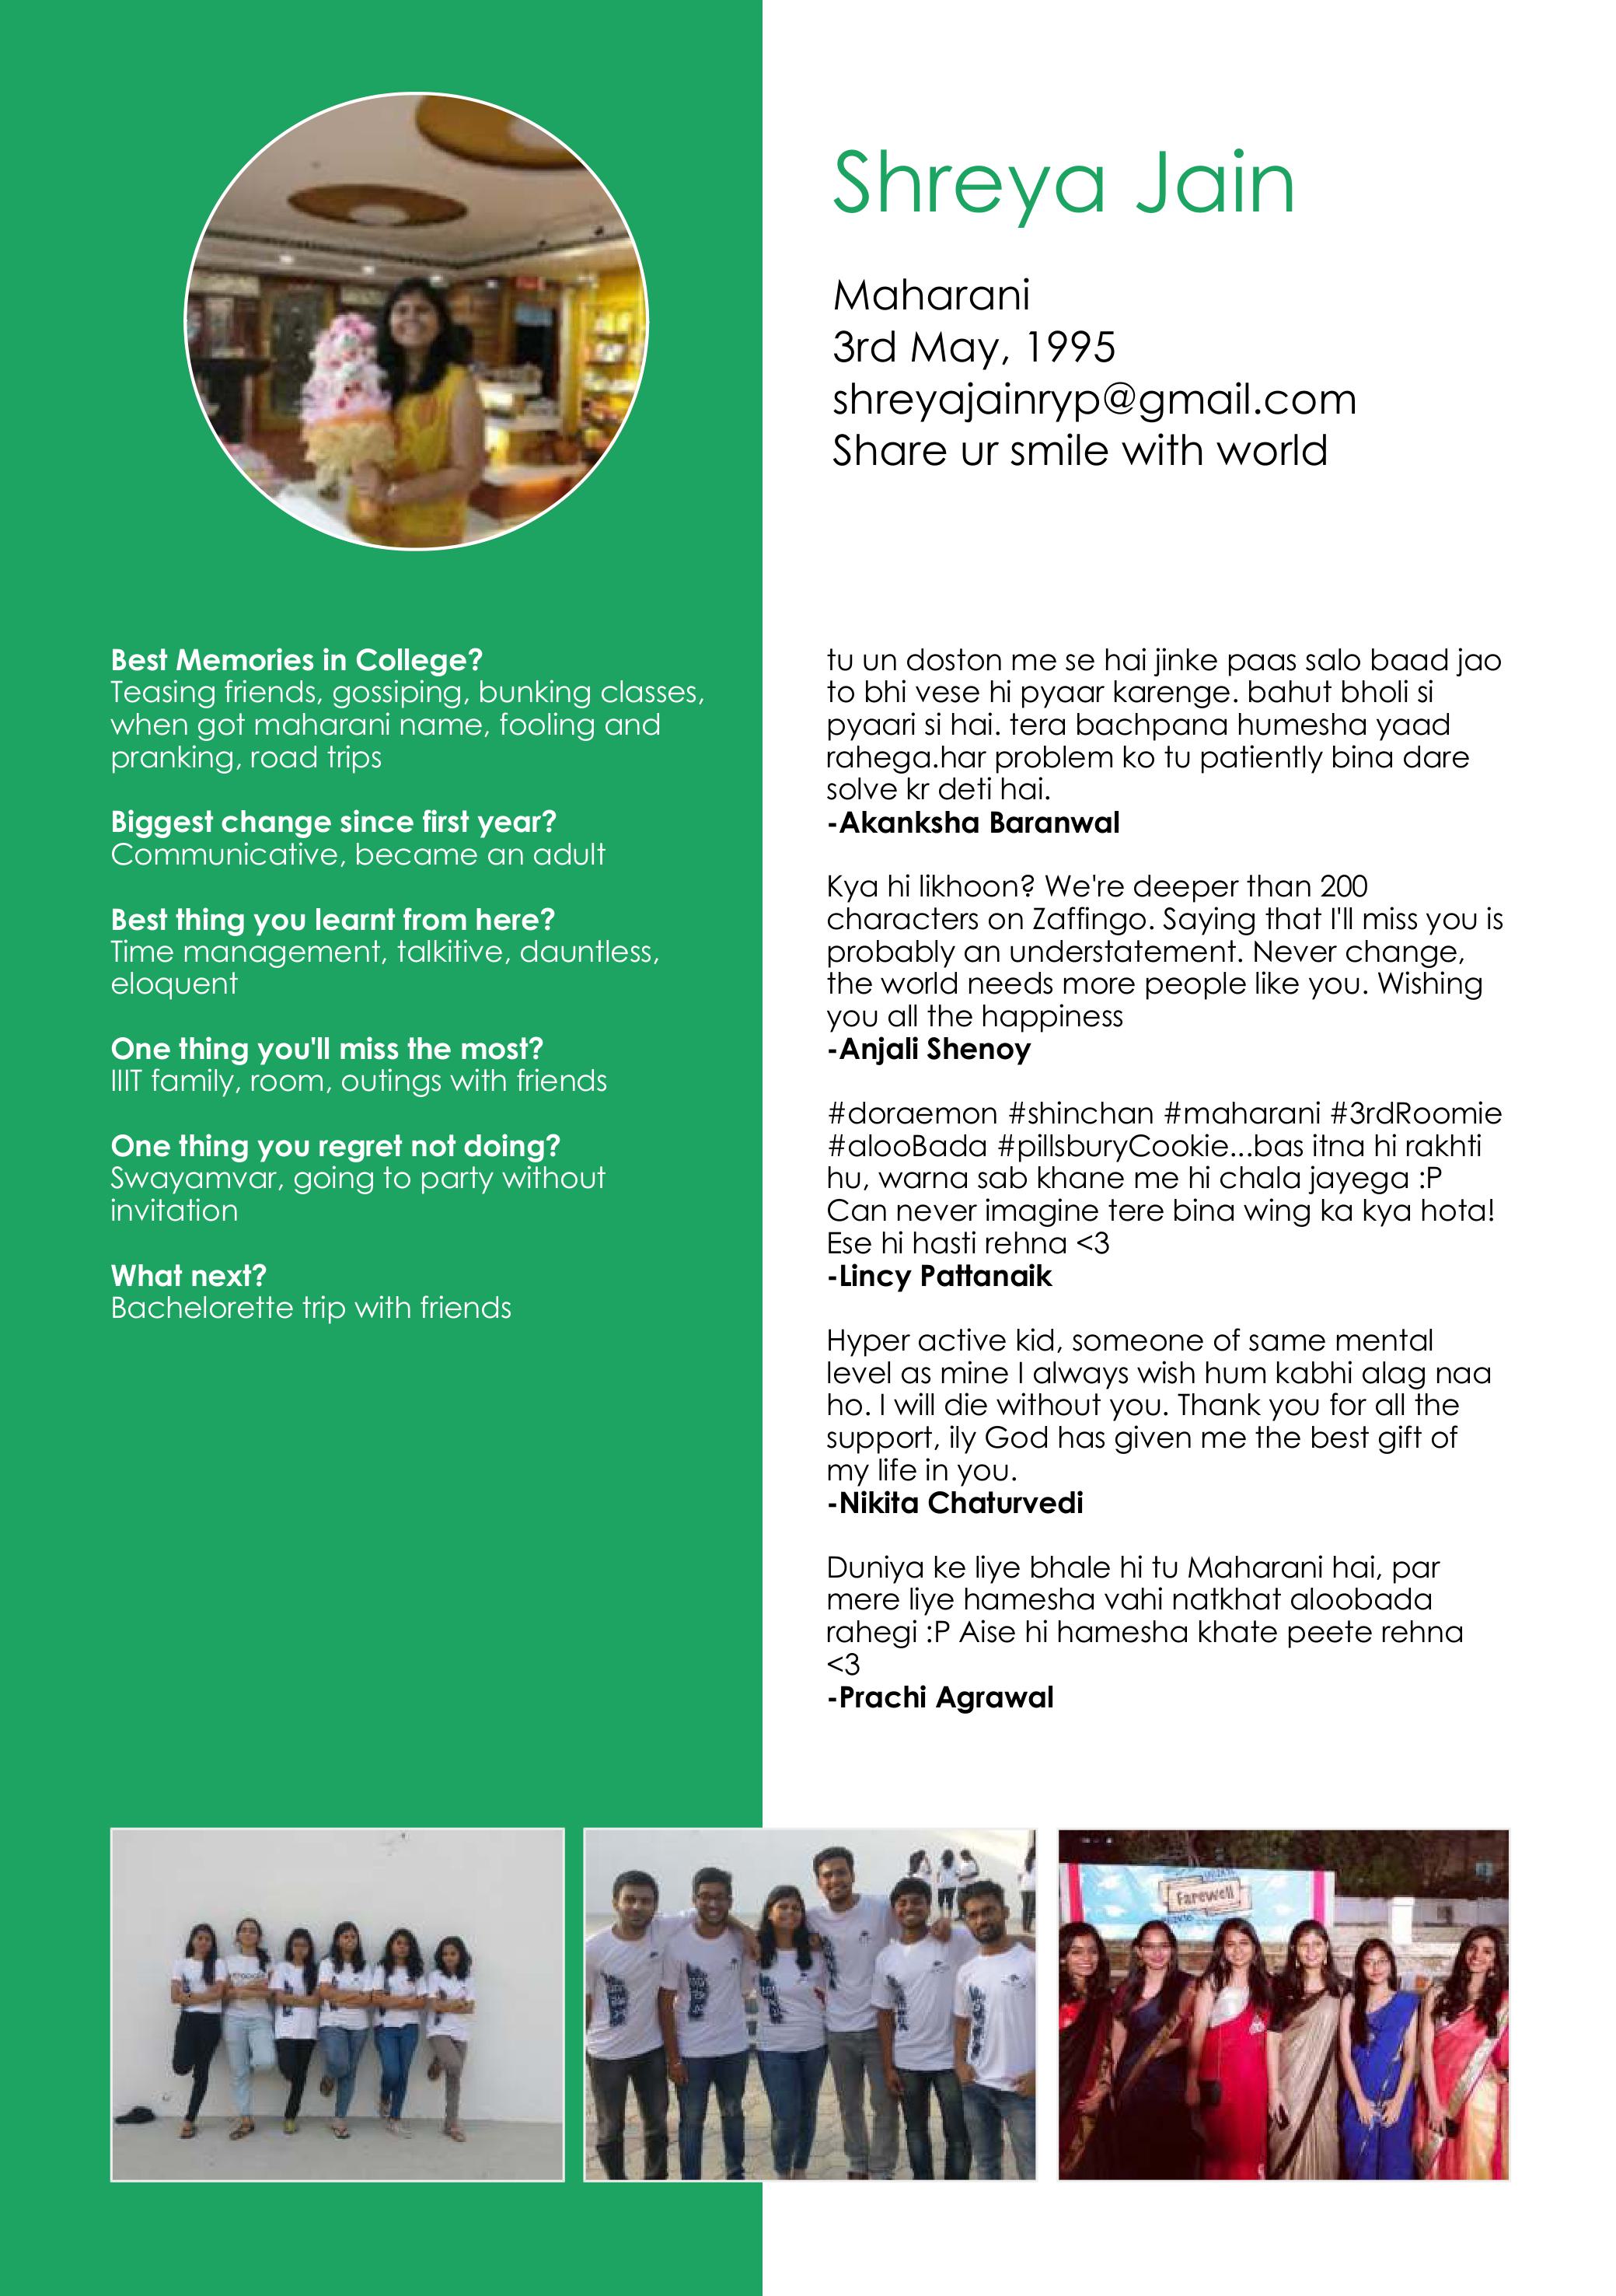 Shreya Jain
Maharani
3rd May, 1995
shreyajainryp@gmail.com
Share ur smile with world
Best Memories in College?
Teasing friends, gossiping, bunking classes,
when got maharani name, fooling and
pranking, road trips
Biggest change since first year?
Communicative, became an adult
Best thing you learnt from here?
Time management, talkitive, dauntless,
eloquent
One thing you'll miss the most?
IIIT family, room, outings with friends
One thing you regret not doing?
Swayamvar, going to party without
invitation
What next?
Bachelorette trip with friends
tu un doston me se hai jinke paas salo baad jao
to bhi vese hi pyaar karenge. bahut bholi si
pyaari si hai. tera bachpana humesha yaad
rahega.har problem ko tu patiently bina dare
solve kr deti hai.
-Akanksha Baranwal
Kya hi likhoon? We're deeper than 200
characters on Zaffingo. Saying that I'll miss you is
probably an understatement. Never change,
the world needs more people like you. Wishing
you all the happiness
-Anjali Shenoy
#doraemon #shinchan #maharani #3rdRoomie
#alooBada #pillsburyCookie...bas itna hi rakhti
hu, warna sab khane me hi chala jayega :P
Can never imagine tere bina wing ka kya hota!
Ese hi hasti rehna <3
-Lincy Pattanaik
Hyper active kid, someone of same mental
level as mine I always wish hum kabhi alag naa
ho. I will die without you. Thank you for all the
support, ily God has given me the best gift of
my life in you.
-Nikita Chaturvedi
Duniya ke liye bhale hi tu Maharani hai, par
mere liye hamesha vahi natkhat aloobada
rahegi :P Aise hi hamesha khate peete rehna
<3
-Prachi Agrawal
Farewell